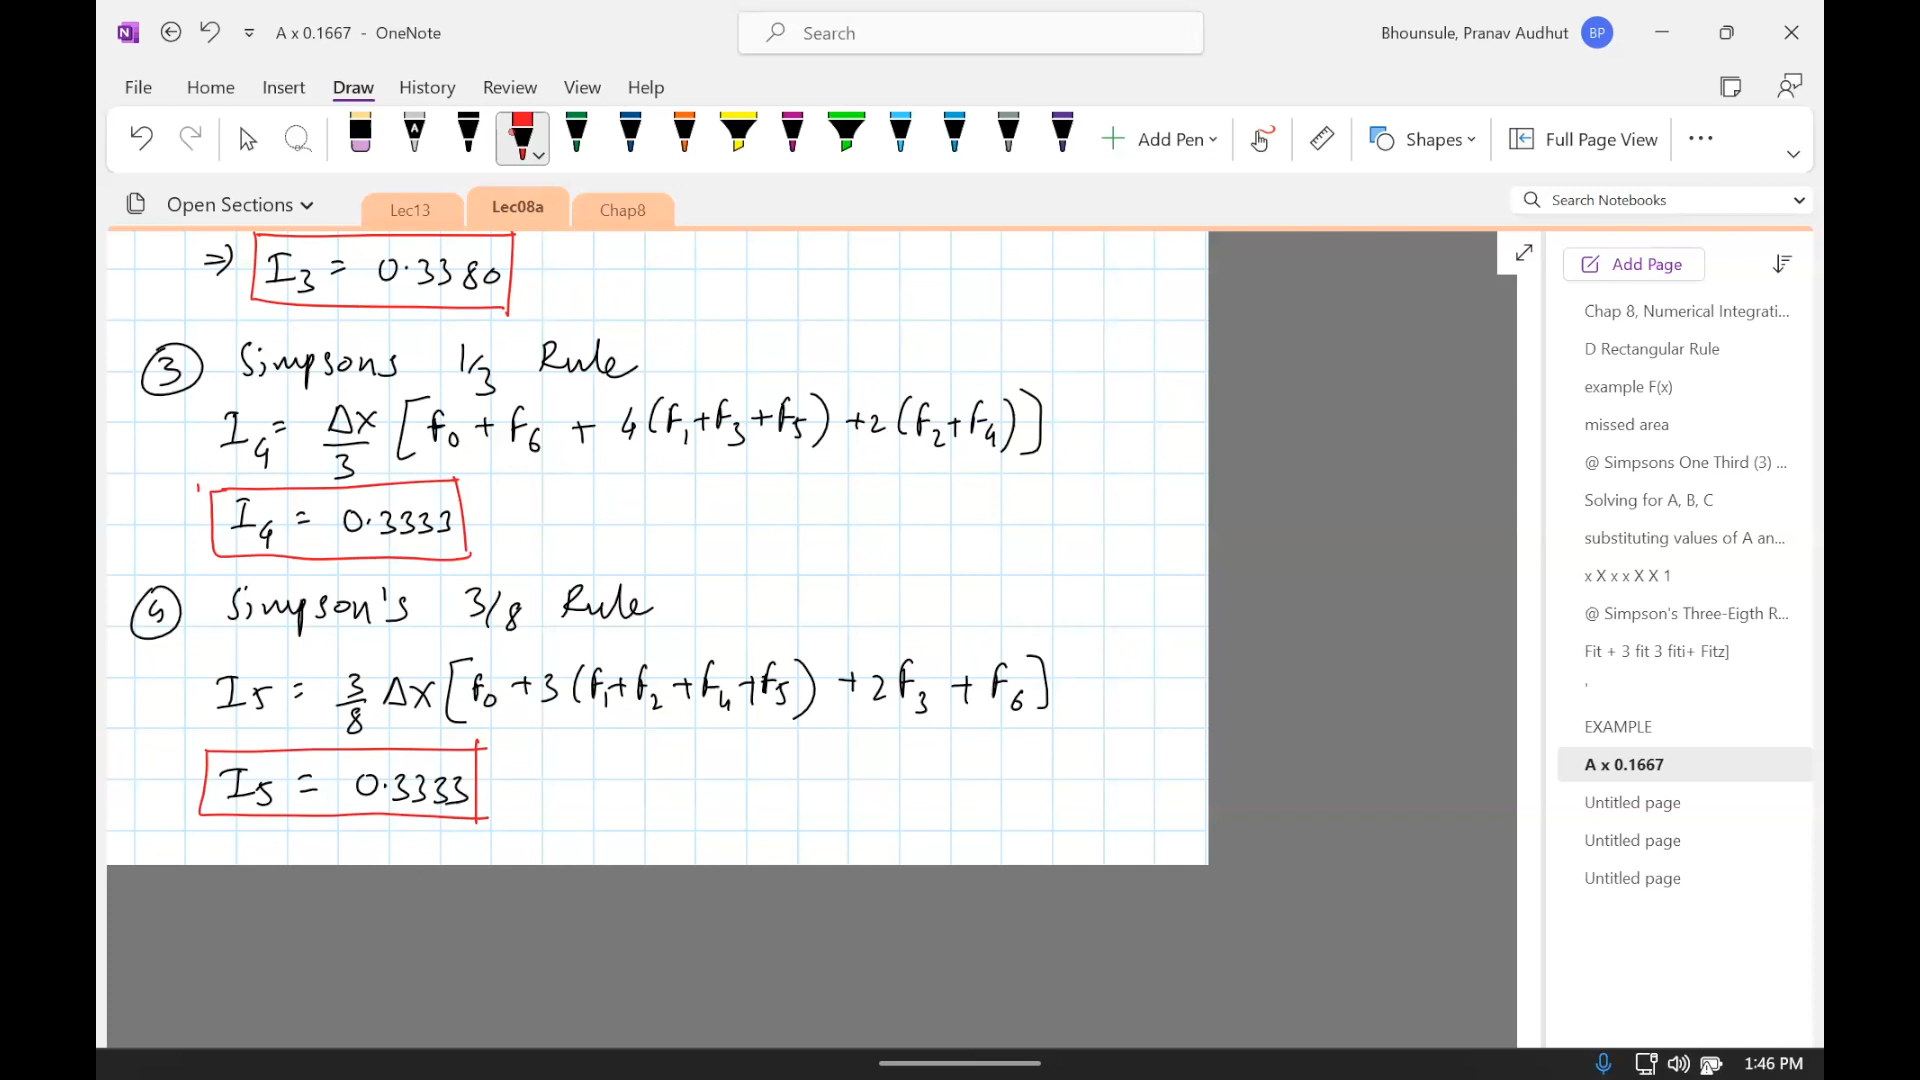 A x 0.1667 - OneNote
Search
Bhounsule, Pranav Audhut
BP
File Home Insert Draw History Review View Help
Add Pen
Shapes
Full Page View
Open Sections
Lec13
Lec08a
Chap8
Search Notebooks
⇒) I₃ = 0.3380
③ Simpsons 1/3 Rule
I₄ = Δx/3 [f₀ + f₆ + 4(f₁+f₃+f₅) +2(f₂+f₄)]
I₄ = 0.3333
④ Simpson's 3/8 Rule
I₅ = 3/8 Δx[f₀ +3(f₁+f₂+f₄+f₅) +2f₃ + f₆]
I₅ = 0.3333
Add Page
Chap 8, Numerical Integrati...
D Rectangular Rule
example F(x)
missed area
@ Simpsons One Third (3) ...
Solving for A, B, C
substituting values of A an...
x X x x X X 1
@ Simpson's Three-Eigth R...
Fit + 3 fit 3 fiti+ Fitz]
'
EXAMPLE
A x 0.1667
Untitled page
Untitled page
Untitled page
1:46 PM